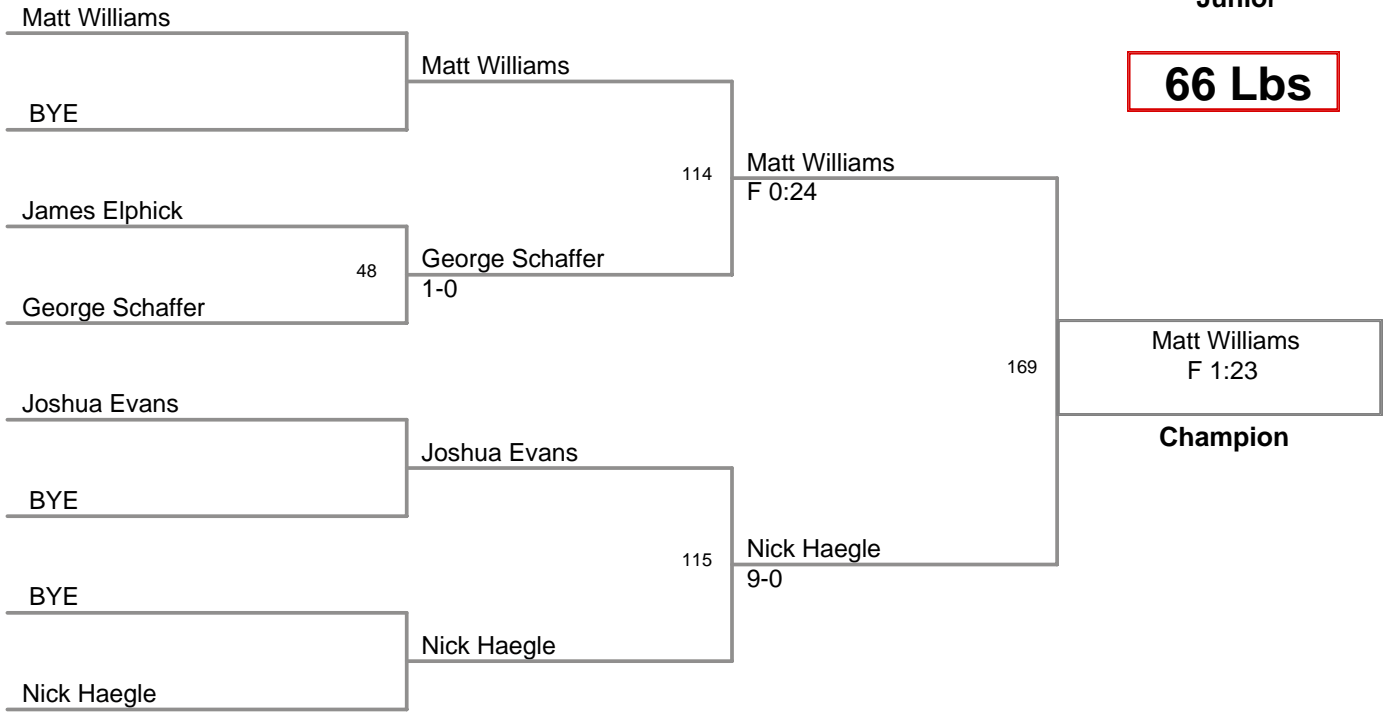 Junior
66 Lbs
Matt Williams
BYE
James Elphick
George Schaffer
Joshua Evans
BYE
BYE
Nick Haegle
48
Matt Williams
George Schaffer
1-0
Joshua Evans
Nick Haegle
114
115
Matt Williams
F 0:24
Nick Haegle
9-0
169
Matt Williams
F 1:23
Champion